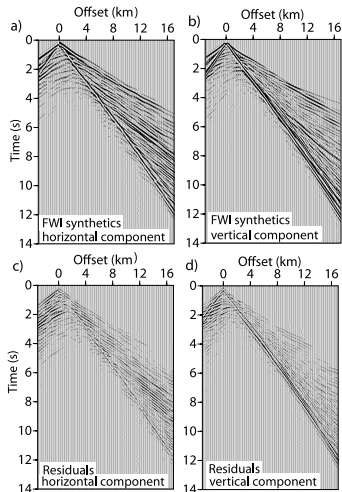 Offset (km)
Offset (km)
a)
0 4 8 12 16
b)
0 4 8 12 16
0
2
4
6
8
10
12
14
Time (s)
FWI synthetics
horizontal component
0
2
4
6
8
10
12
14
FWI synthetics
vertical component
Offset (km)
Offset (km)
c)
0 4 8 12 16
d)
0 4 8 12 16
0
2
4
6
8
10
12
14
Time (s)
Residuals
horizontal component
0
2
4
6
8
10
12
14
Residuals
vertical component